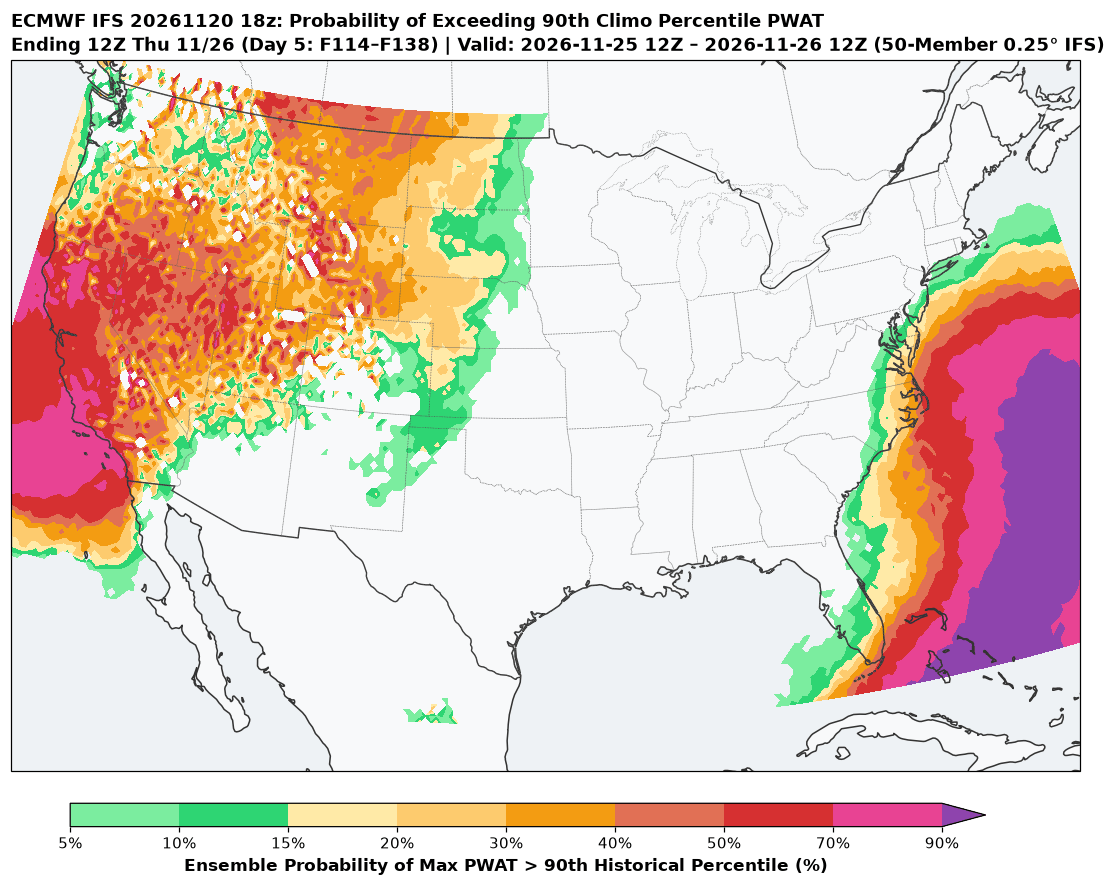 ECMWF IFS 20261120 18z: Probability of Exceeding 90th Climo Percentile PWAT
Ending 12Z Thu 11/26 (Day 5: F114–F138) | Valid: 2026-11-25 12Z – 2026-11-26 12Z (50-Member 0.25° IFS)
5% 10% 15% 20% 30% 40% 50% 70% 90%
Ensemble Probability of Max PWAT > 90th Historical Percentile (%)